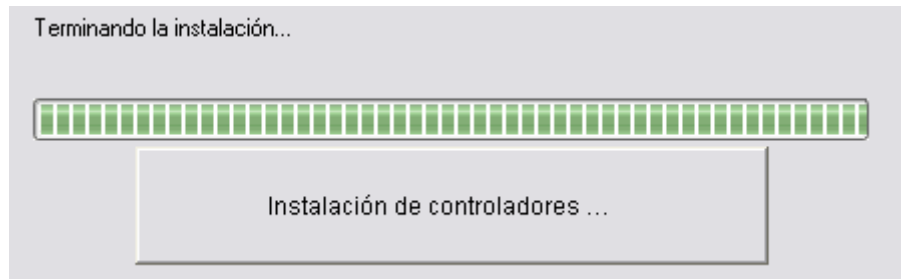 Terminando la instalación...
Instalación de controladores ...